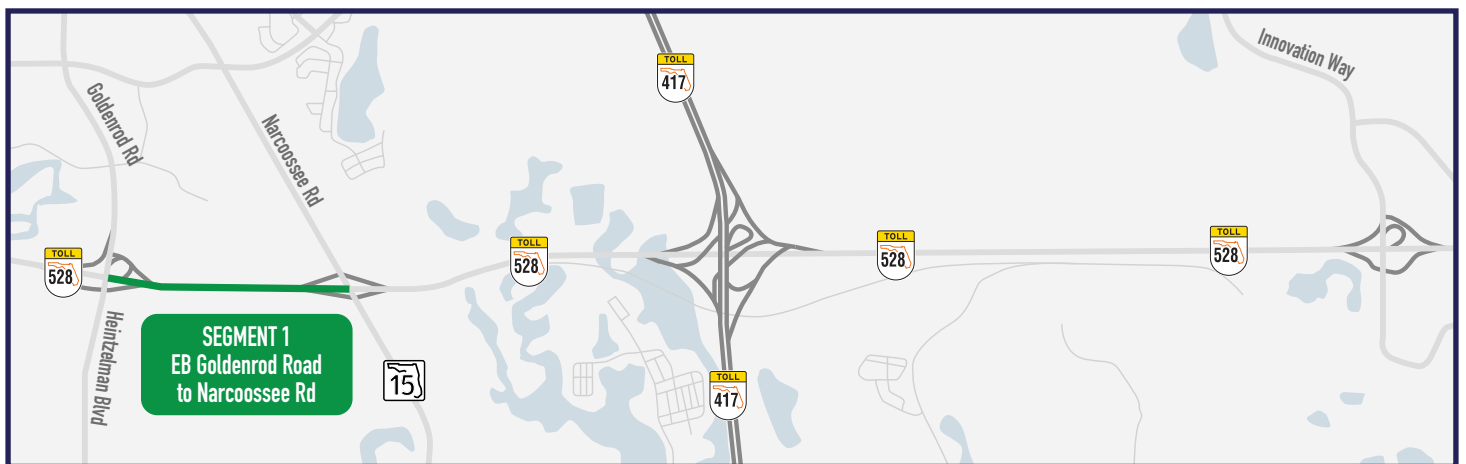 Innovation Way
TOLL
417
Goldenrod Rd
Narcoossee Rd
TOLL
528
TOLL
528
TOLL
528
TOLL
528
Heintzelman Blvd
SEGMENT 1
EB Goldenrod Road
to Narcoossee Rd
15
TOLL
417